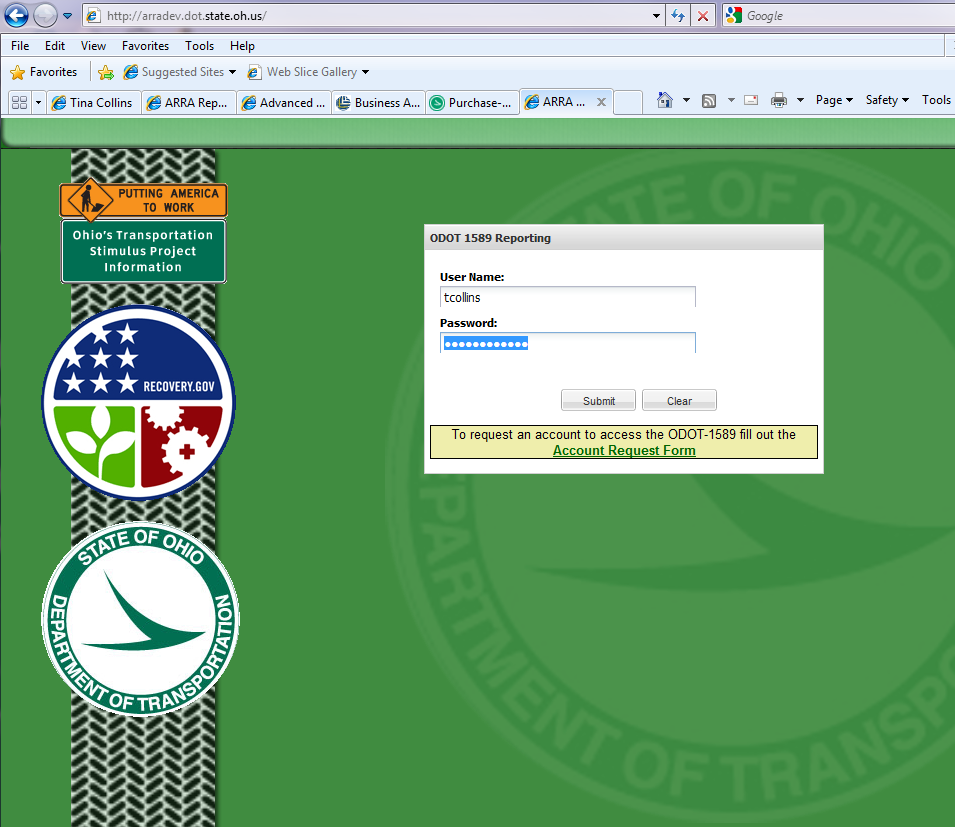 http://arradev.dot.state.oh.us/
Google
File Edit View Favorites Tools Help
Favorites Suggested Sites Web Slice Gallery
Tina Collins ARRA Rep... Advanced ... Business A... Purchase-... ARRA ... Page Safety Tools
PUTTING AMERICA
TO WORK
Ohio's Transportation
Stimulus Project
Information
RECOVERY.GOV
STATE OF OHIO
DEPARTMENT OF TRANSPORTATION
ODOT 1589 Reporting
User Name:
tcollins
Password:
●●●●●●●●●●●●
Submit Clear
To request an account to access the ODOT-1589 fill out the
Account Request Form
STATE OF OHIO
DEPARTMENT OF TRANSP